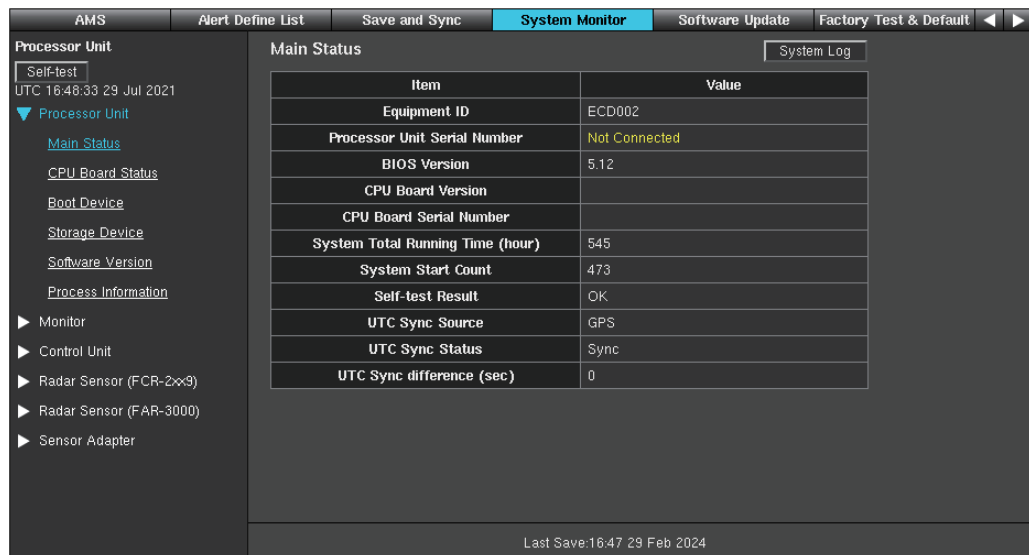 AMS Alert Define List Save and Sync System Monitor Software Update Factory Test & Default
Processor Unit
Self-test
UTC 16:48:33 29 Jul 2021
Processor Unit
Main Status
CPU Board Status
Boot Device
Storage Device
Software Version
Process Information
Monitor
Control Unit
Radar Sensor (FCR-2xx9)
Radar Sensor (FAR-3000)
Sensor Adapter
Main Status System Log
Item Value
Equipment ID ECD002
Processor Unit Serial Number Not Connected
BIOS Version 5.12
CPU Board Version
CPU Board Serial Number
System Total Running Time (hour) 545
System Start Count 473
Self-test Result OK
UTC Sync Source GPS
UTC Sync Status Sync
UTC Sync difference (sec) 0
Last Save:16:47 29 Feb 2024